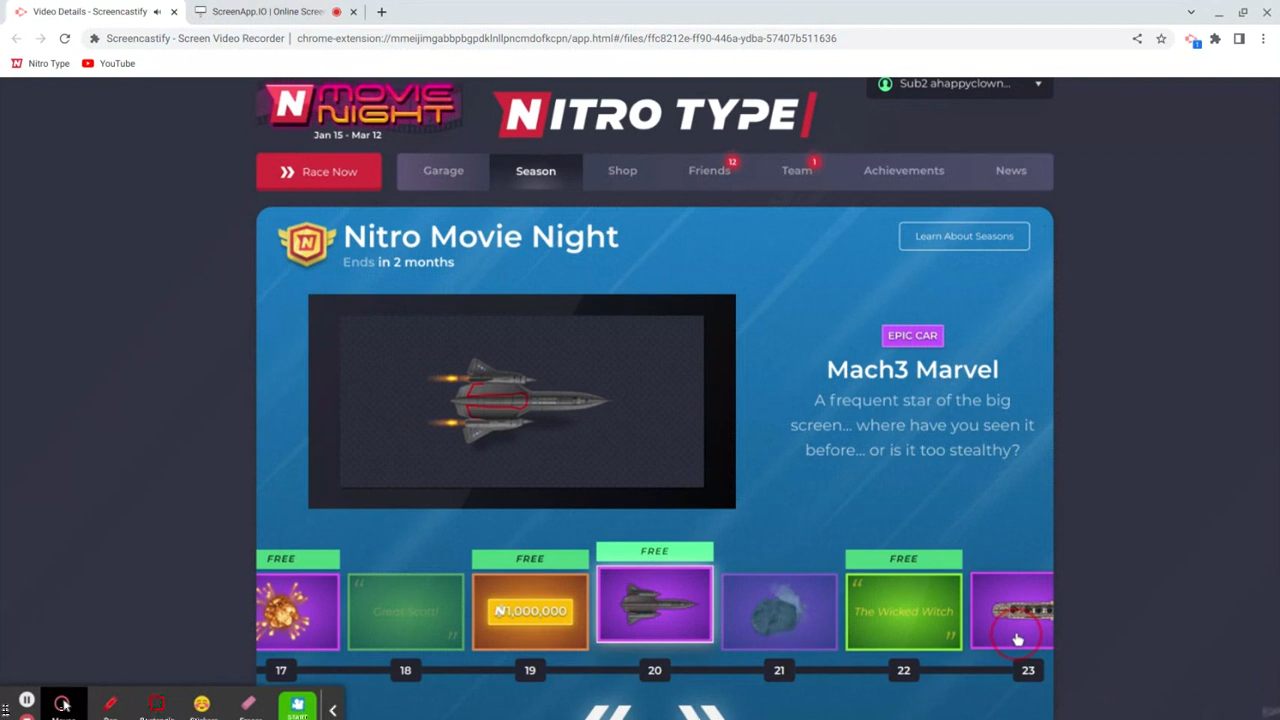 Video Details - Screencastify
ScreenApp.IO | Online Scree
Screencastify - Screen Video Recorder | chrome-extension://mmeijimgabbpbgpdklnllpncmdofkcpn/app.html#/files/ffc8212e-ff90-446a-ydba-57407b511636
1
N Nitro Type YouTube
N MOVIE NIGHT
Jan 15 - Mar 12
NITRO TYPE
Sub2 ahappyclown...
Race Now Garage Season Shop Friends 12 Team 1 Achievements News
N Nitro Movie Night
Ends in 2 months
Learn About Seasons
EPIC CAR
Mach3 Marvel
A frequent star of the big
screen... where have you seen it
before... or is it too stealthy?
FREE FREE FREE FREE
"Great Scott!" N1,000,000 "The Wicked Witch"
17 18 19 20 21 22 23
START